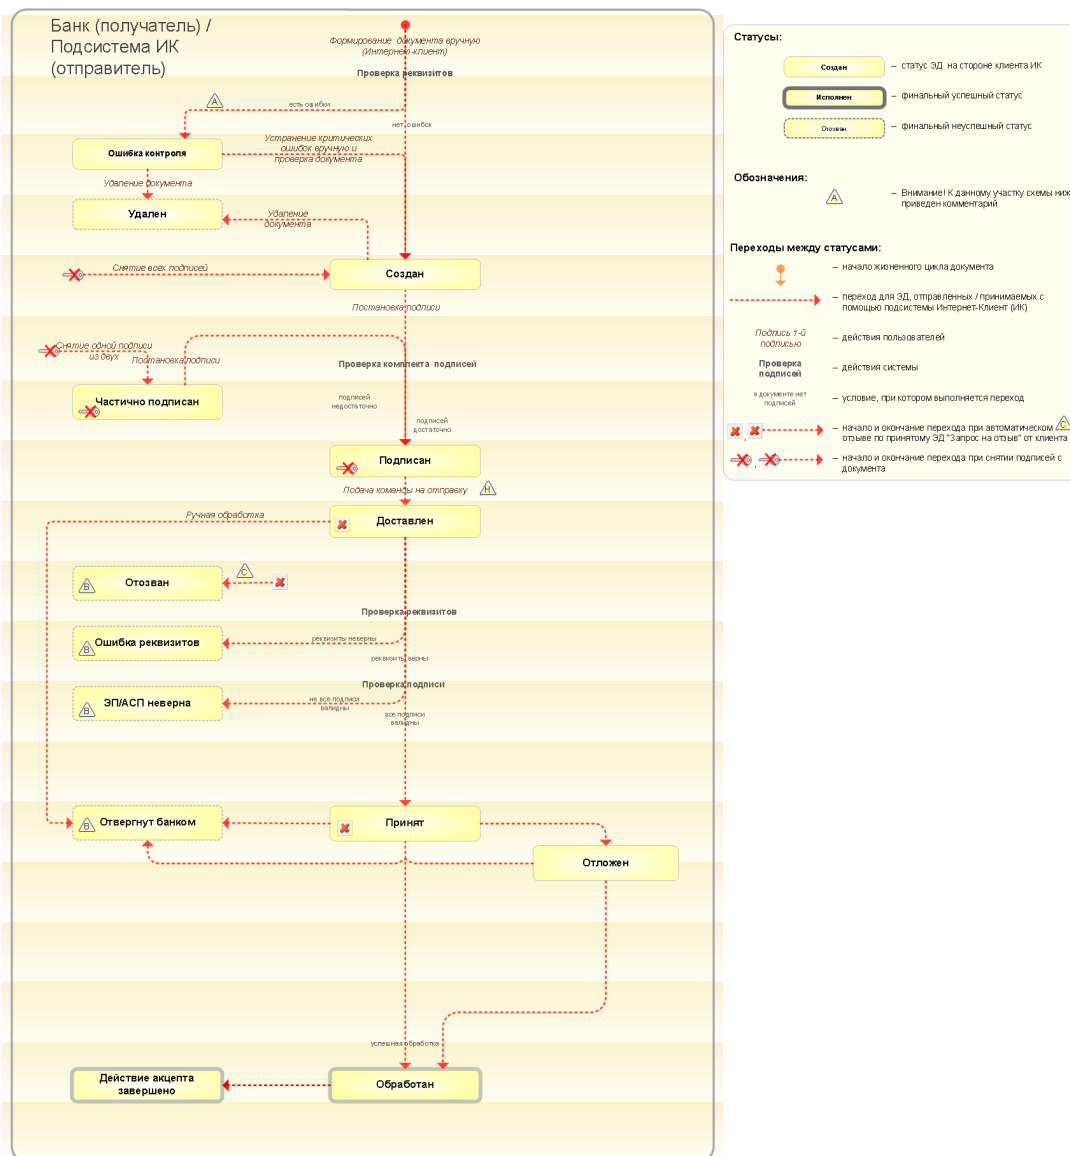 Банк (получатель) /
Подсистема ИК
(отправитель)
Формирование документа вручную
(Интернет-клиент)
Проверка реквизитов
A
есть ошибки
нет ошибок
Ошибка контроля
Устранение критических
ошибок вручную и
проверка документа
Удаление документа
Удален
Удаление
документа
Снятие всех подписей
Создан
Постановка подписи
Снятие одной подписи
из двух
Постановка подписи
Проверка комплекта подписей
Частично подписан
подписей
недостаточно
подписей
достаточно
Подписан
Подача команды на отправку
H
Ручная обработка
Доставлен
B
Отозван
C
Проверка реквизитов
B
Ошибка реквизитов
реквизиты неверны
реквизиты верны
Проверка подписи
B
ЭП/АСП неверна
не все подписи
валидны
все подписи
валидны
B
Отвергнут банком
Принят
Отложен
успешная обработка
Действие акцепта
завершено
Обработан
Статусы:
Создан
– статус ЭД на стороне клиента ИК
Исполнен
– финальный успешный статус
Отозван
– финальный неуспешный статус
Обозначения:
A
– Внимание! К данному участку схемы ниж
приведен комментарий
Переходы между статусами:
– начало жизненного цикла документа
– переход для ЭД, отправленных / принимаемых с
помощью подсистемы Интернет-Клиент (ИК)
Подпись 1-й
подписью
– действия пользователей
Проверка
подписей
– действия системы
в документе нет
подписей
– условие, при котором выполняется переход
– начало и окончание перехода при автоматическом C
отзыве по принятому ЭД "Запрос на отзыв" от клиента
– начало и окончание перехода при снятии подписей с
документа